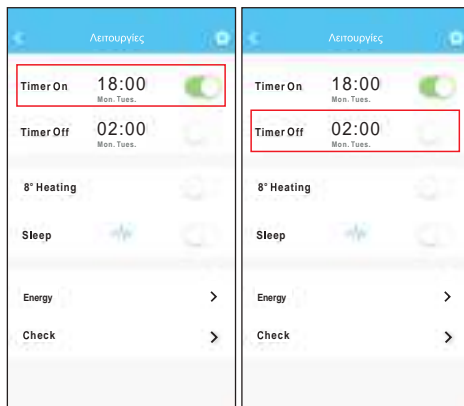 Λειτουργίες
Timer On 18:00
Mon. Tues.
Timer Off 02:00
Mon. Tues.
8° Heating
Sleep
Energy
Check
Λειτουργίες
Timer On 18:00
Mon. Tues.
Timer Off 02:00
Mon. Tues.
8° Heating
Sleep
Energy
Check